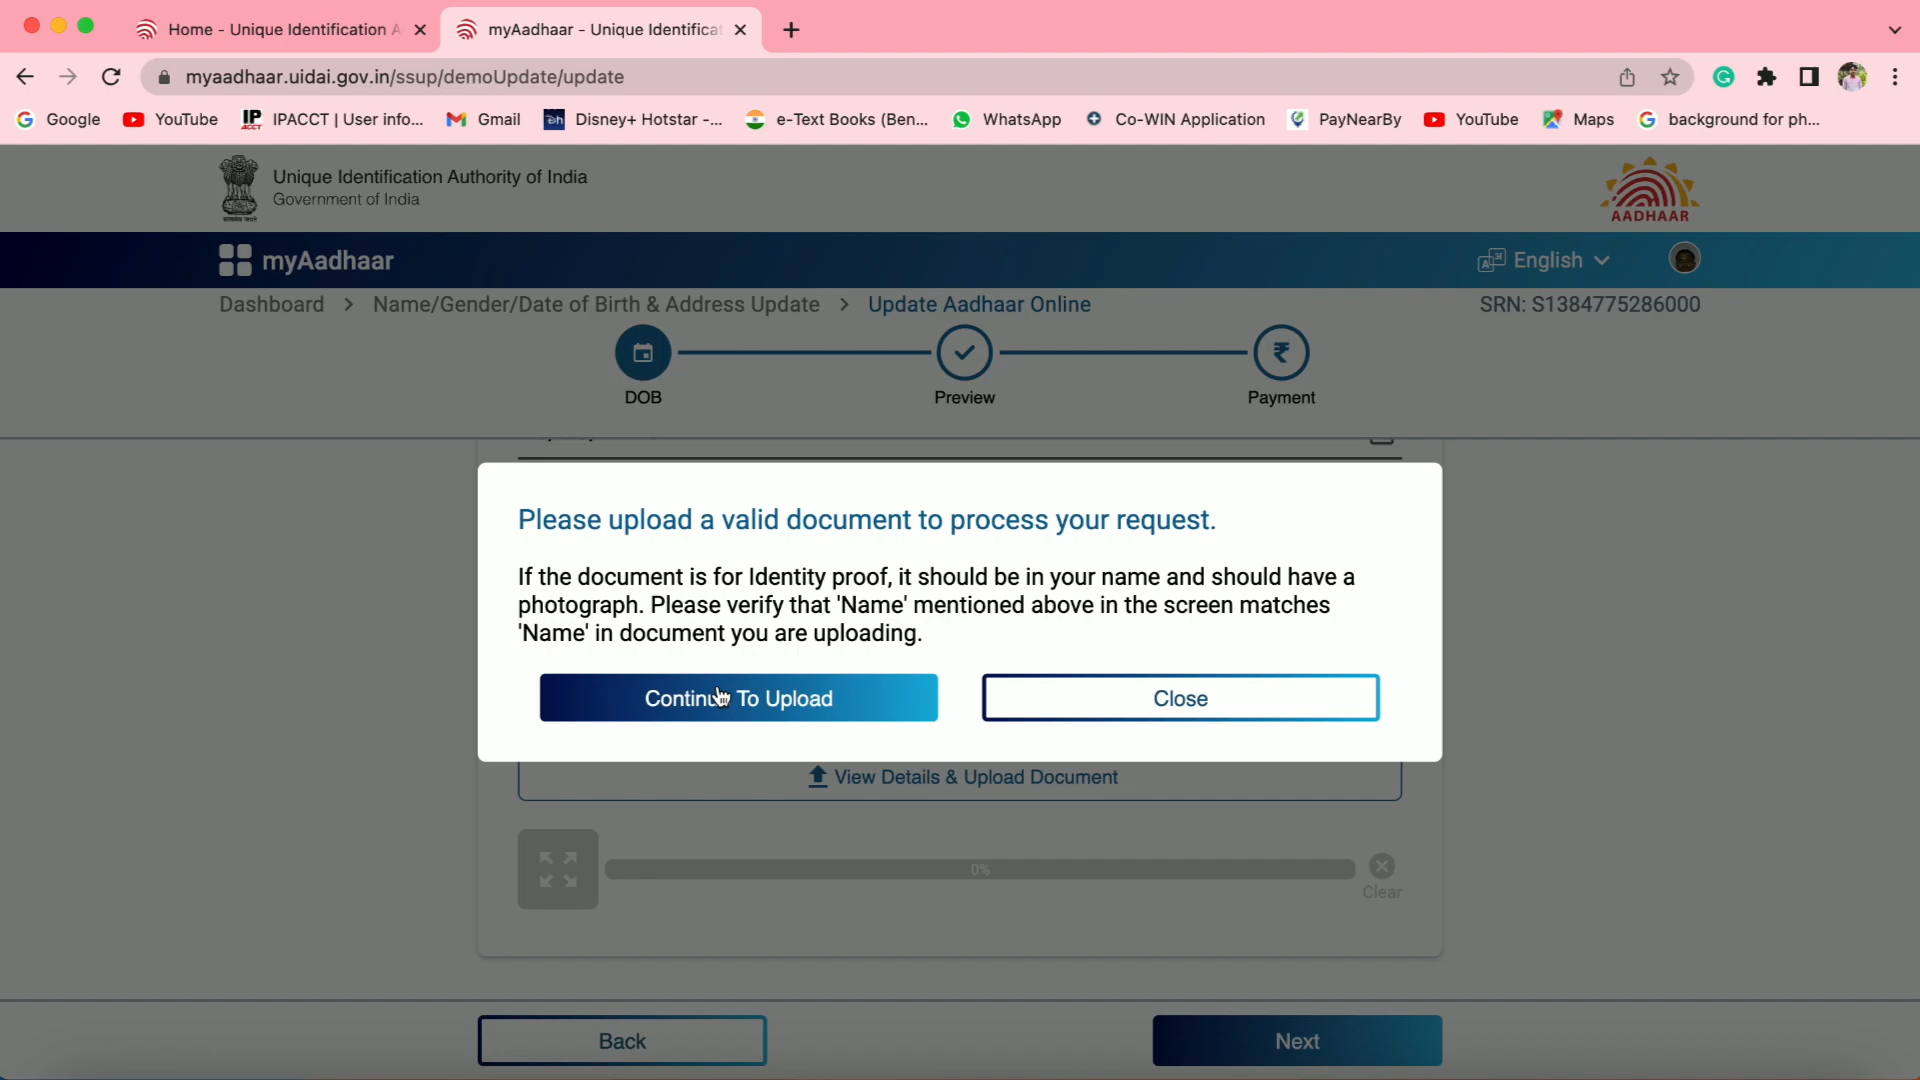 Home - Unique Identification A
myAadhaar - Unique Identificat
myaadhaar.uidai.gov.in/ssup/demoUpdate/update
Google
YouTube
IPACCT | User info...
Gmail
Disney+ Hotstar -...
e-Text Books (Ben...
WhatsApp
Co-WIN Application
PayNearBy
YouTube
Maps
background for ph...
Unique Identification Authority of India
Government of India
AADHAAR
myAadhaar
English
Dashboard > Name/Gender/Date of Birth & Address Update > Update Aadhaar Online
SRN: S1384775286000
DOB
Preview
Payment
Please upload a valid document to process your request.
If the document is for Identity proof, it should be in your name and should have a
photograph. Please verify that 'Name' mentioned above in the screen matches
'Name' in document you are uploading.
Continue To Upload
Close
View Details & Upload Document
0%
Clear
Back
Next